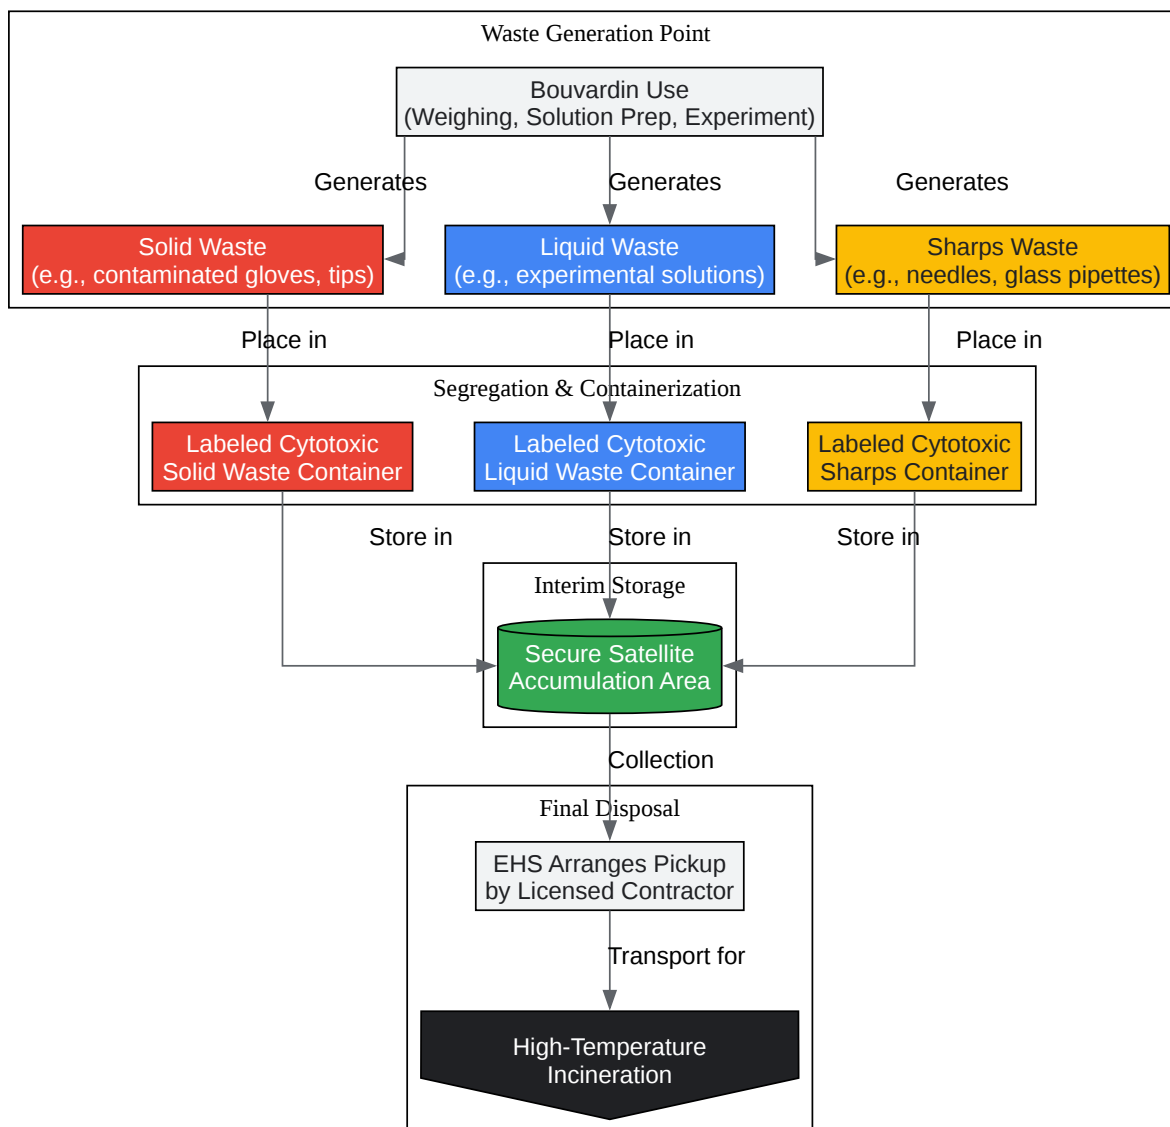 Waste Generation Point
Bouvardin Use
(Weighing, Solution Prep, Experiment)
Generates
Generates
Generates
Solid Waste
(e.g., contaminated gloves, tips)
Liquid Waste
(e.g., experimental solutions)
Sharps Waste
(e.g., needles, glass pipettes)
Place in
Place in
Place in
Segregation & Containerization
Labeled Cytotoxic
Solid Waste Container
Labeled Cytotoxic
Liquid Waste Container
Labeled Cytotoxic
Sharps Container
Store in
Store in
Store in
Interim Storage
Secure Satellite
Accumulation Area
Collection
Final Disposal
EHS Arranges Pickup
by Licensed Contractor
Transport for
High-Temperature
Incineration